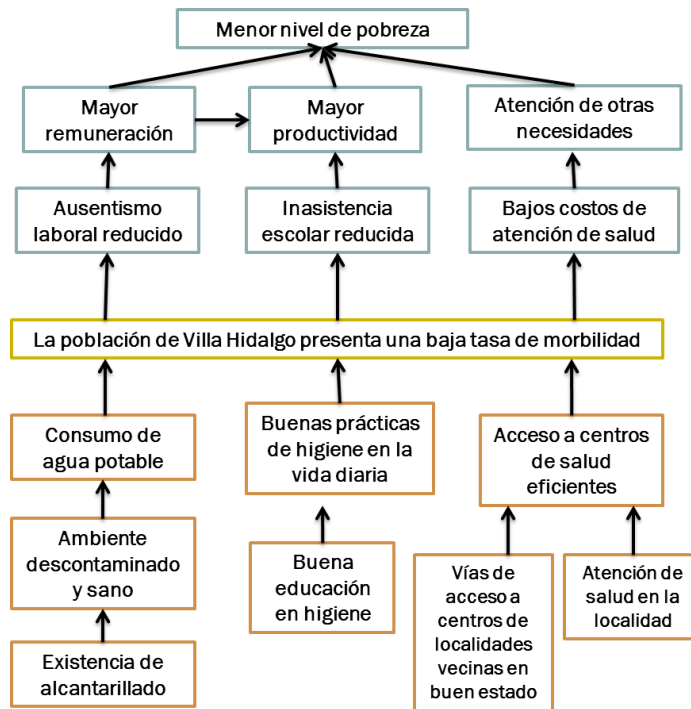 Menor nivel de pobreza
Mayor
remuneración
Mayor
productividad
Atención de otras
necesidades
Ausentismo
laboral reducido
Inasistencia
escolar reducida
Bajos costos de
atención de salud
La población de Villa Hidalgo presenta una baja tasa de morbilidad
Consumo de
agua potable
Buenas prácticas
de higiene en la
vida diaria
Acceso a centros
de salud
eficientes
Ambiente
descontaminado
y sano
Buena
educación
en higiene
Vías de
acceso a
centros de
localidades
vecinas en
buen estado
Atención de
salud en la
localidad
Existencia de
alcantarillado